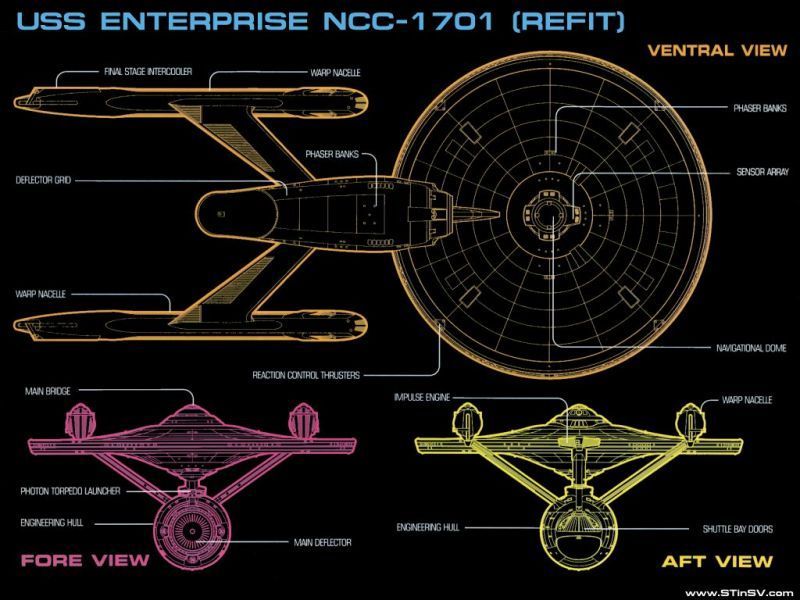 USS ENTERPRISE NCC-1701 (REFIT)
VENTRAL VIEW
FINAL STAGE INTERCOOLER
WARP NACELLE
PHASER BANKS
PHASER BANKS
SENSOR ARRAY
DEFLECTOR GRID
WARP NACELLE
NAVIGATIONAL DOME
REACTION CONTROL THRUSTERS
MAIN BRIDGE
PHOTON TORPEDO LAUNCHER
ENGINEERING HULL
MAIN DEFLECTOR
FORE VIEW
IMPULSE ENGINE
WARP NACELLE
ENGINEERING HULL
SHUTTLE BAY DOORS
AFT VIEW
www.STinSV.com